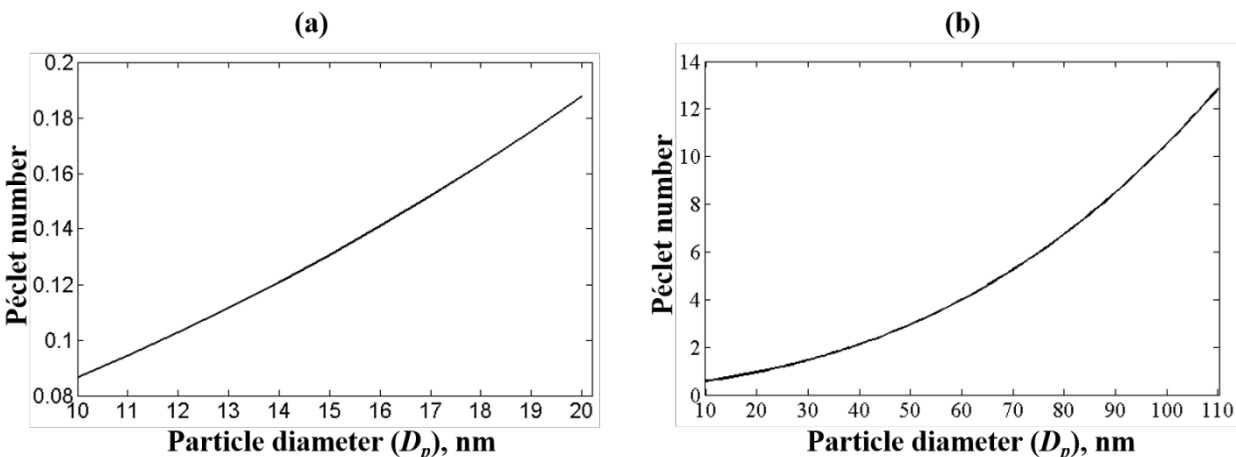 (a)
0.2
0.18
0.16
0.14
0.12
0.1
0.08
10 11 12 13 14 15 16 17 18 19 20
Péclet number
Particle diameter (Dp), nm
(b)
14
12
10
8
6
4
2
0
10 20 30 40 50 60 70 80 90 100 110
Péclet number
Particle diameter (Dp), nm